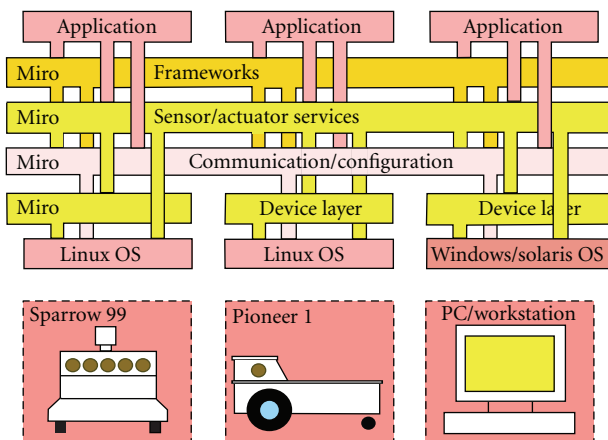 Application Application Application
Miro Frameworks
Miro Sensor/actuator services
Miro Communication/configuration
Miro Device layer Device layer
Linux OS Linux OS Windows/solaris OS
Sparrow 99 Pioneer 1 PC/workstation